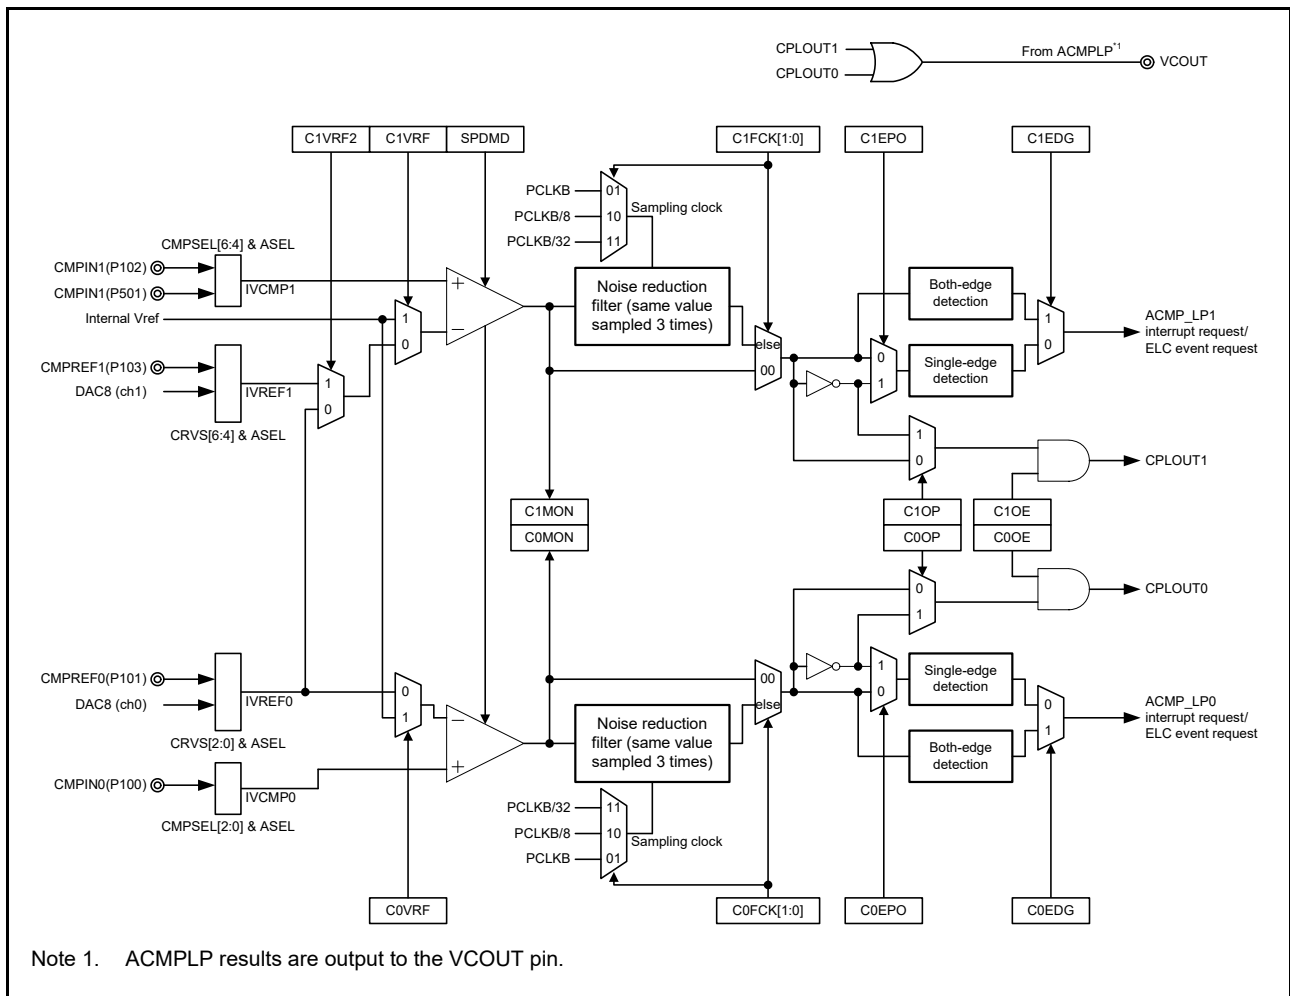 CPLOUT1
CPLOUT0
From ACMPLP*1
VCOUT
C1VRF2
C1VRF
SPDMD
C1FCK[1:0]
C1EPO
C1EDG
PCLKB
PCLKB/8
PCLKB/32
01
10
11
Sampling clock
CMPSEL[6:4] & ASEL
CMPIN1(P102)
CMPIN1(P501)
IVCMP1
Internal Vref
CMPREF1(P103)
DAC8 (ch1)
IVREF1
CRVS[6:4] & ASEL
1
0
1
0
+
−
Noise reduction
filter (same value
sampled 3 times)
else
00
0
1
Both-edge
detection
Single-edge
detection
1
0
ACMP_LP1
interrupt request/
ELC event request
1
0
CPLOUT1
C1MON
C0MON
C1OP
C0OP
C1OE
C0OE
0
1
CPLOUT0
CMPREF0(P101)
DAC8 (ch0)
IVREF0
CRVS[2:0] & ASEL
CMPIN0(P100)
IVCMP0
CMPSEL[2:0] & ASEL
0
1
−
+
Noise reduction
filter (same value
sampled 3 times)
00
else
1
0
Single-edge
detection
Both-edge
detection
0
1
ACMP_LP0
interrupt request/
ELC event request
PCLKB/32
PCLKB/8
PCLKB
11
10
01
Sampling clock
C0VRF
C0FCK[1:0]
C0EPO
C0EDG
Note 1. ACMPLP results are output to the VCOUT pin.